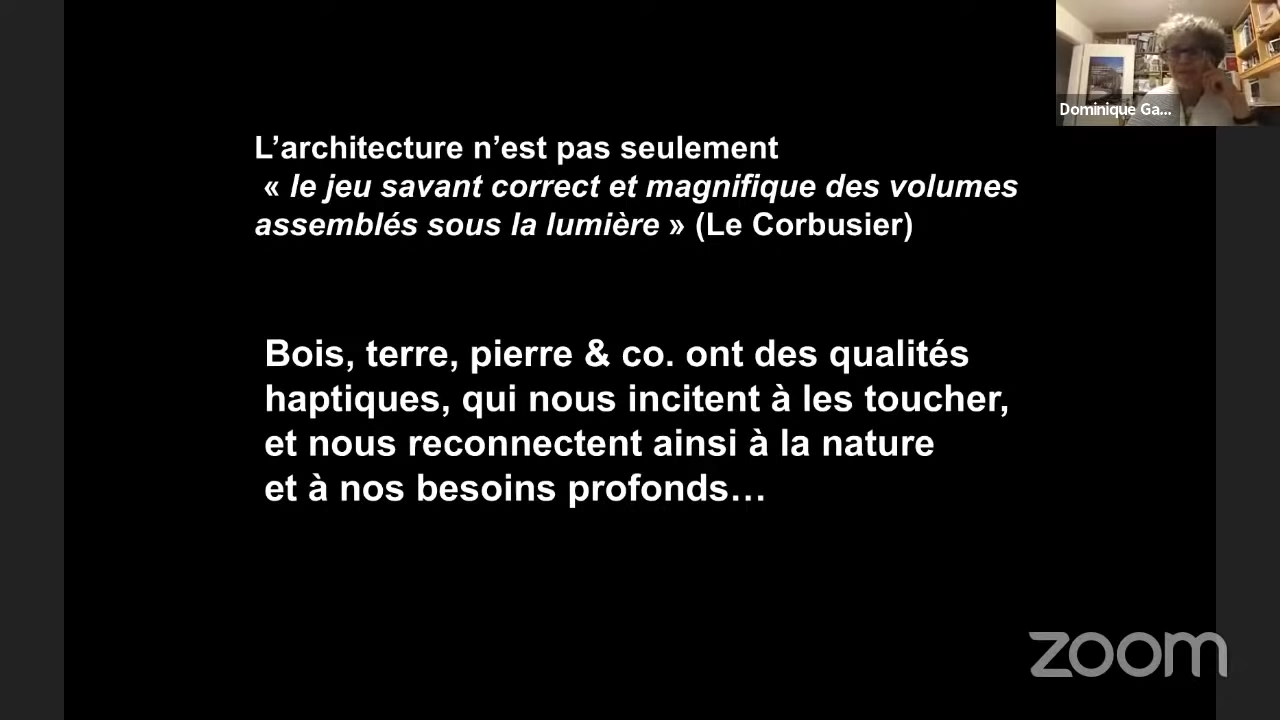 Dominique Ga...
L’architecture n’est pas seulement
« le jeu savant correct et magnifique des volumes
assemblés sous la lumière » (Le Corbusier)
Bois, terre, pierre & co. ont des qualités
haptiques, qui nous incitent à les toucher,
et nous reconnectent ainsi à la nature
et à nos besoins profonds…
zoom